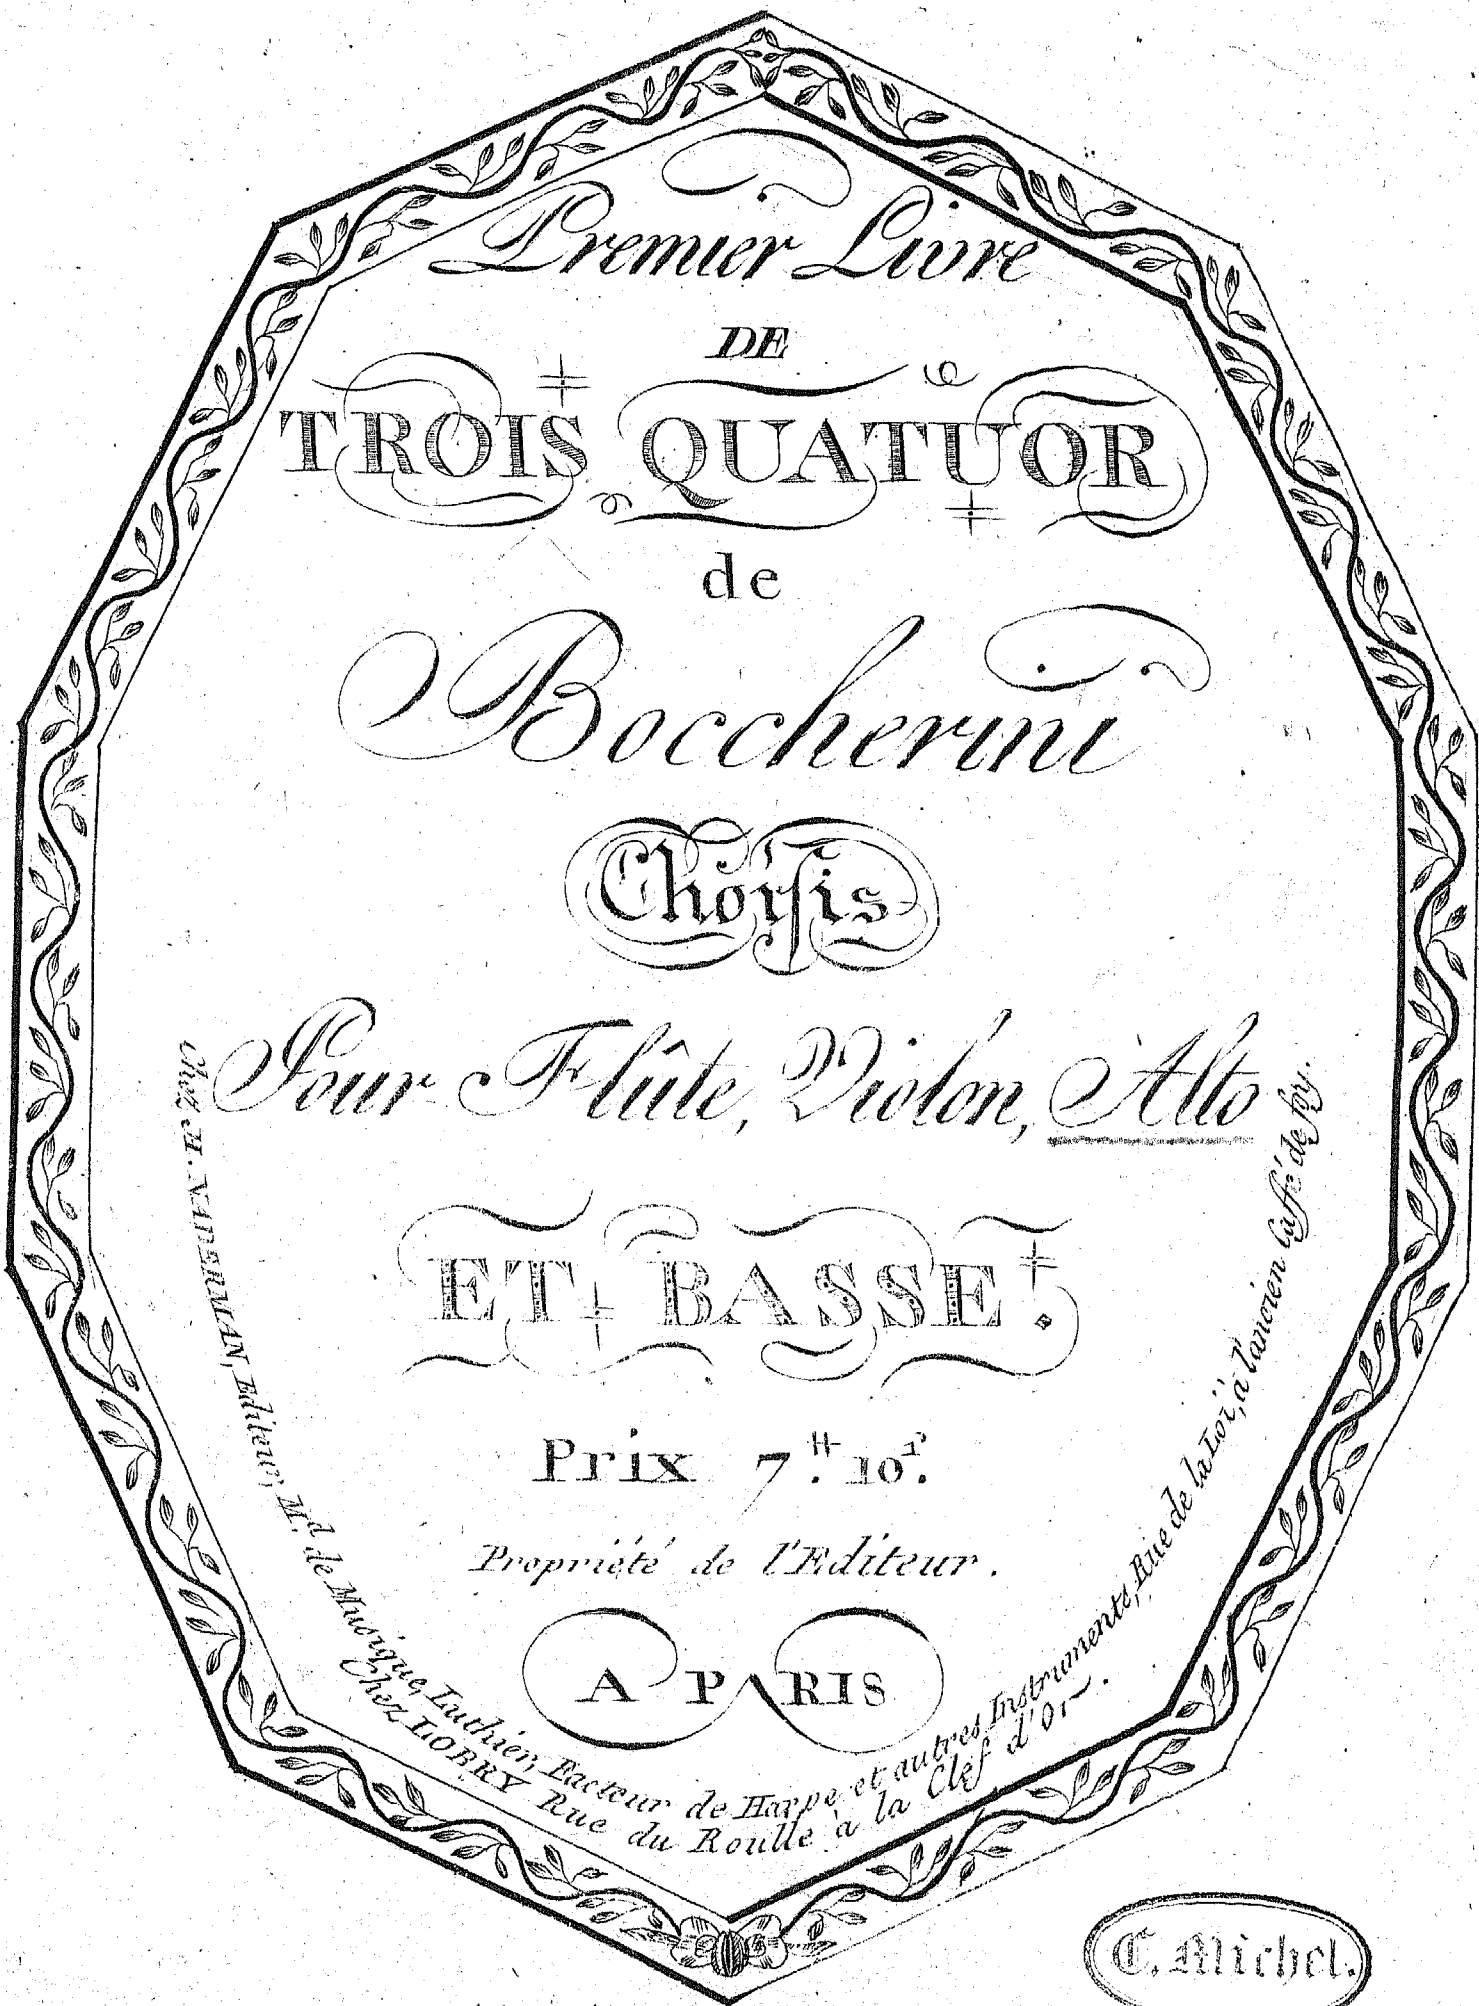 Premier Livre
DE
TROIS QUATUOR
de
Boccherini
Choisis
Pour Flûte, Violon, Alto
ET BASSE.
Prix 7.# 10.ˢ
Propriété de l'Editeur.
A PARIS
Chez H. NADERMAN, Editeur, M.d de Musique, Luthier, Facteur de Harpe et autres Instruments, Rue de la Loi, à l'ancien Caffé de foy.
Chez LOBRY Rue du Roulle à la Clef d'Or.
C. Michel.